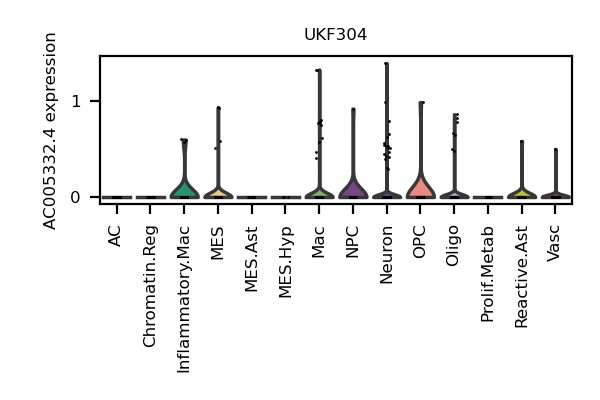 UKF304
AC005332.4 expression
1
0
AC
Chromatin.Reg
Inflammatory.Mac
MES
MES.Ast
MES.Hyp
Mac
NPC
Neuron
OPC
Oligo
Prolif.Metab
Reactive.Ast
Vasc